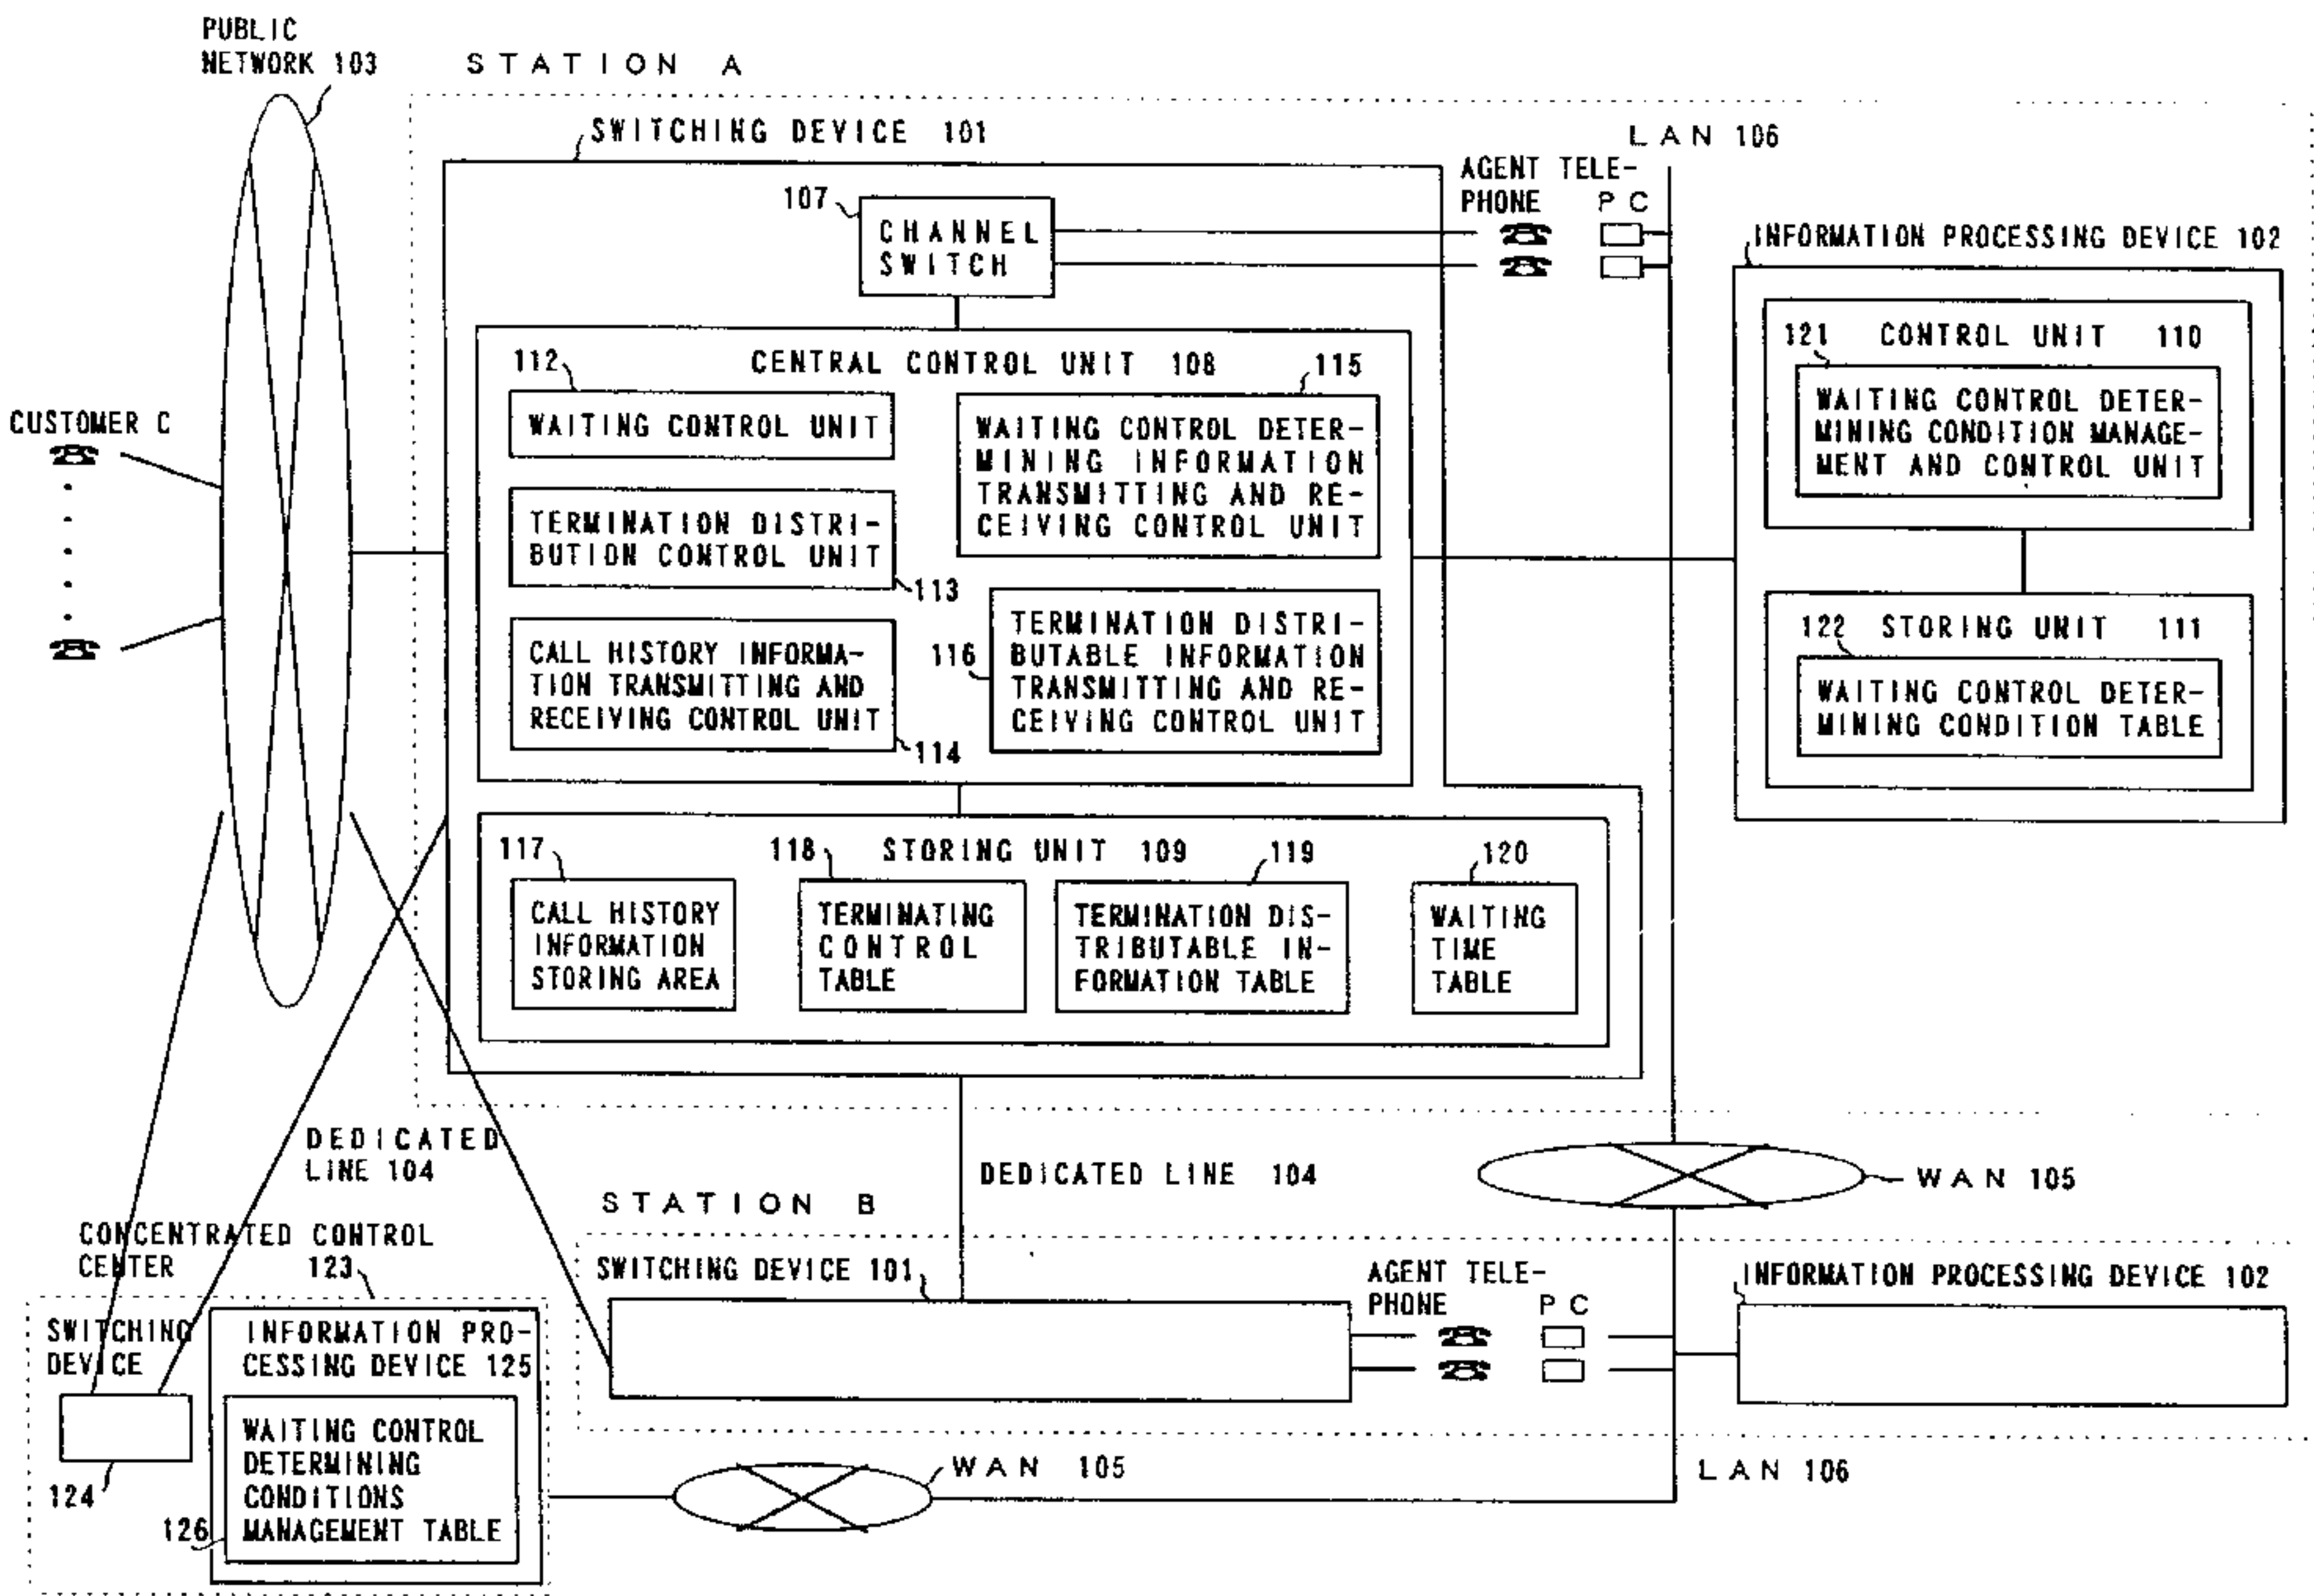 PUBLIC
NETWORK 103
STATION A
SWITCHING DEVICE 101
LAN 106
AGENT TELE-
PHONE
PC
107
CHANNEL
SWITCH
INFORMATION PROCESSING DEVICE 102
CUSTOMER C
CENTRAL CONTROL UNIT 108
112
WAITING CONTROL UNIT
115
WAITING CONTROL DETER-
MINING INFORMATION
TRANSMITTING AND RE-
CEIVING CONTROL UNIT
TERMINATION DISTRI-
BUTION CONTROL UNIT
113
CALL HISTORY INFORMA-
TION TRANSMITTING AND
RECEIVING CONTROL UNIT
114
116
TERMINATION DISTRI-
BUTABLE INFORMATION
TRANSMITTING AND RE-
CEIVING CONTROL UNIT
121 CONTROL UNIT 110
WAITING CONTROL DETER-
MINING CONDITION MANAGE-
MENT AND CONTROL UNIT
122 STORING UNIT 111
WAITING CONTROL DETER-
MINING CONDITION TABLE
STORING UNIT 109
117
CALL HISTORY
INFORMATION
STORING AREA
118
TERMINATING
CONTROL
TABLE
119
TERMINATION DIS-
TRIBUTABLE IN-
FORMATION TABLE
120
WAITING
TIME
TABLE
DEDICATED
LINE 104
DEDICATED LINE 104
WAN 105
STATION B
SWITCHING DEVICE 101
AGENT TELE-
PHONE
PC
INFORMATION PROCESSING DEVICE 102
CONCENTRATED CONTROL
CENTER 123
SWITCHING
DEVICE
124
INFORMATION PRO-
CESSING DEVICE 125
WAITING CONTROL
DETERMINING
CONDITIONS
MANAGEMENT TABLE
126
WAN 105
LAN 106